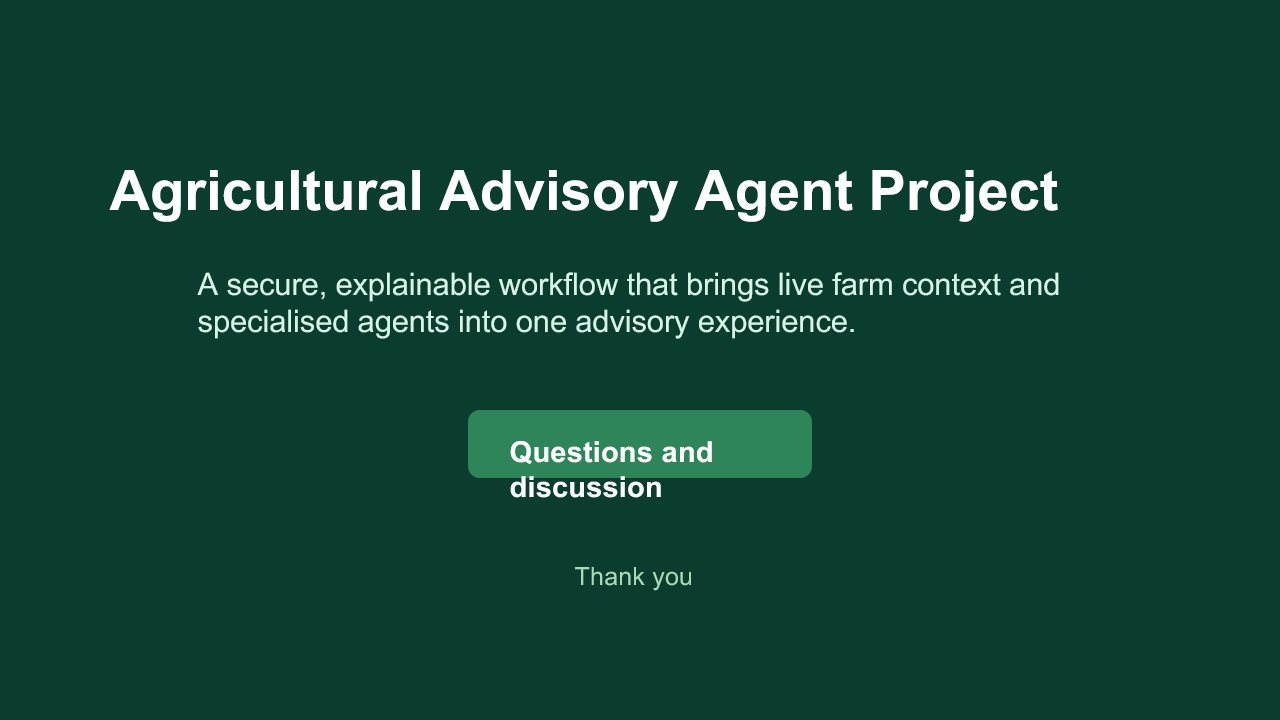 Agricultural Advisory Agent Project
A secure, explainable workflow that brings live farm context and
specialised agents into one advisory experience.
Questions and
discussion
Thank you